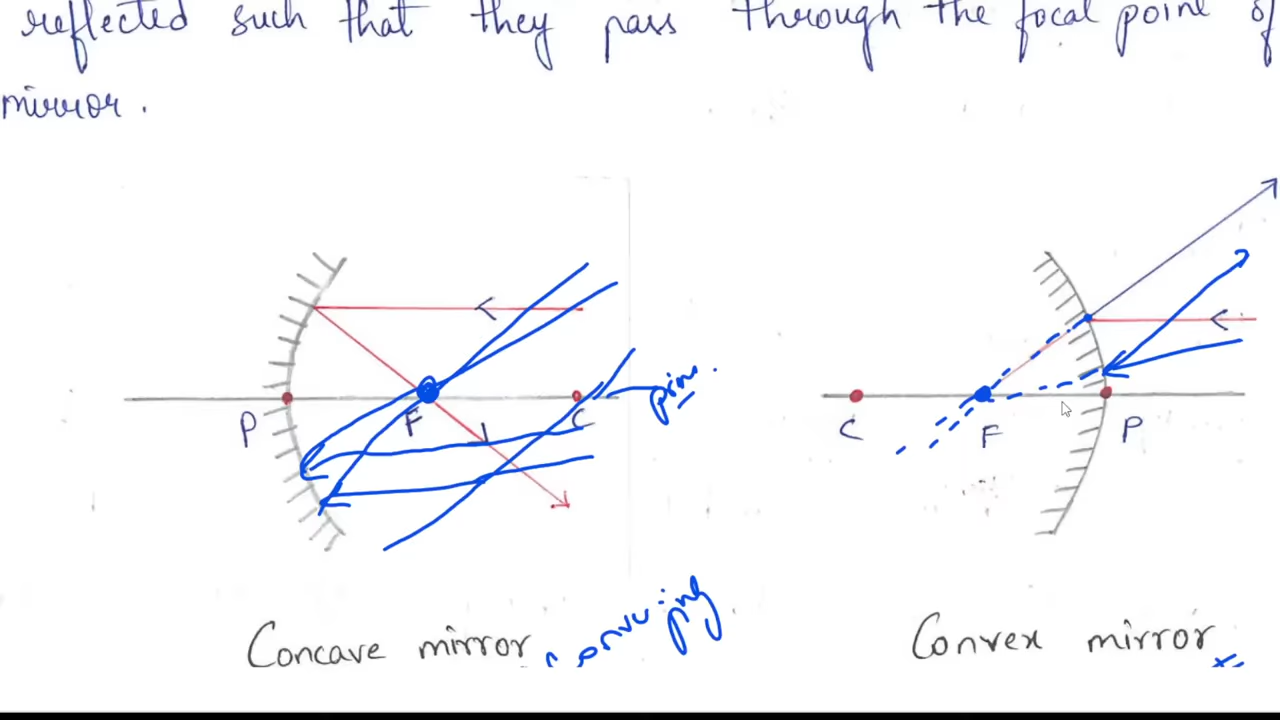 reflected such that they pass through the focal point of
mirror.
P
F
C
C
F
P
Concave mirror
Convex mirror